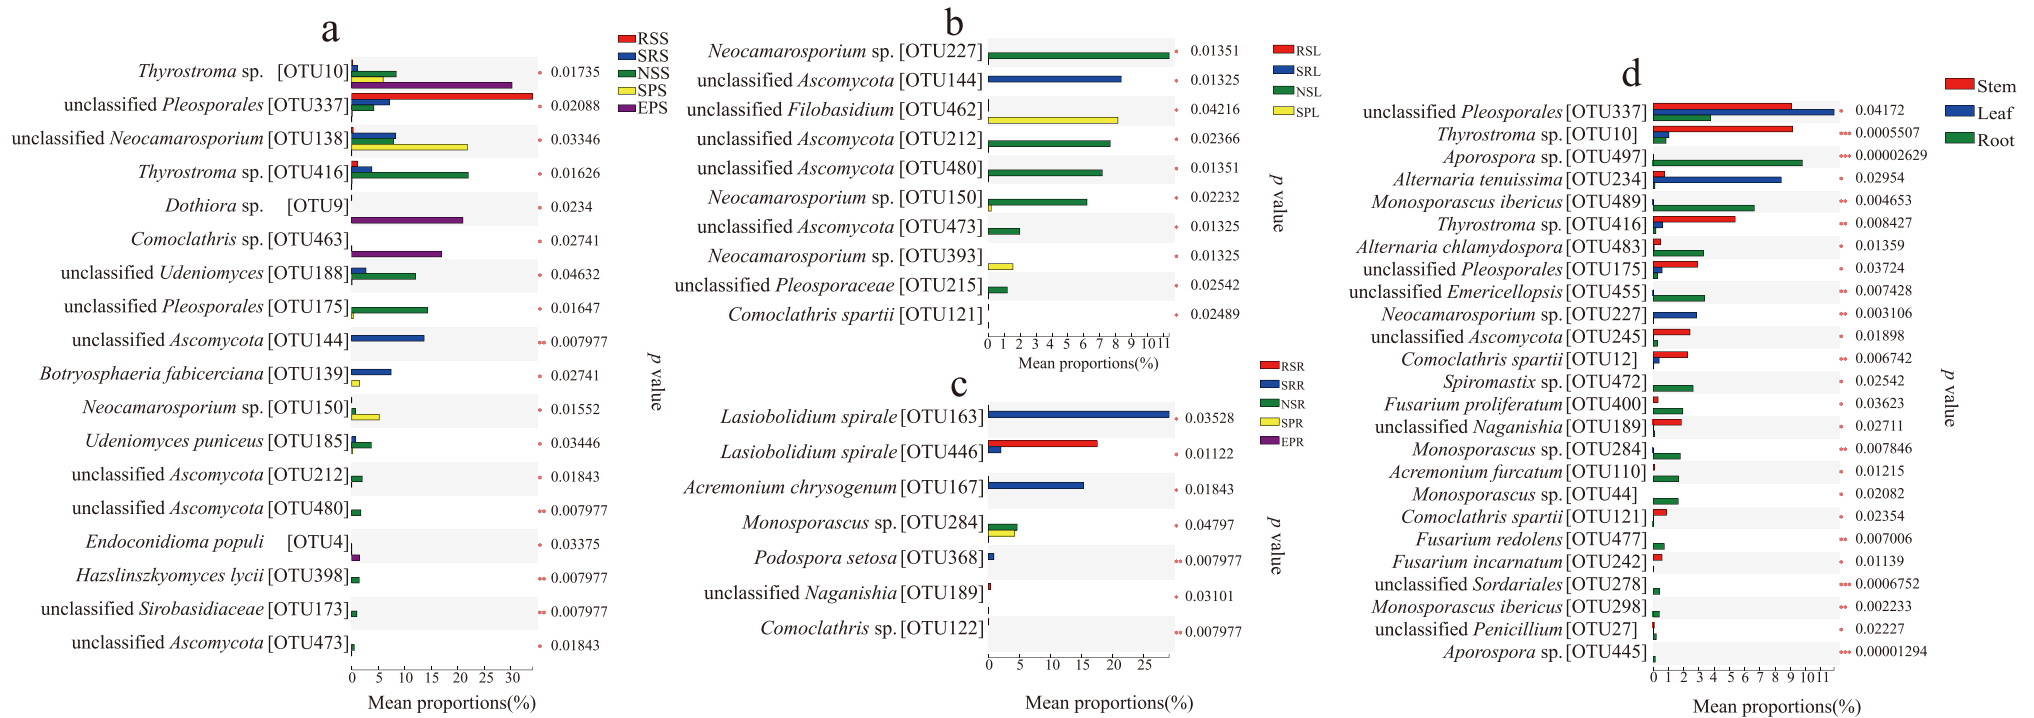 a
RSS
SRS
NSS
SPS
EPS
Thyrostroma sp. [OTU10] 0.01735
unclassified Pleosporales [OTU337] 0.02088
unclassified Neocamarosporium [OTU138] 0.03346
Thyrostroma sp. [OTU416] 0.01626
Dothiora sp. [OTU9] 0.0234
Comoclathris sp. [OTU463] 0.02741
unclassified Udeniomyces [OTU188] 0.04632
unclassified Pleosporales [OTU175] 0.01647
unclassified Ascomycota [OTU144] 0.007977
Botryosphaeria fabicerciana [OTU139] 0.02741
Neocamarosporium sp. [OTU150] 0.01552
Udeniomyces puniceus [OTU185] 0.03446
unclassified Ascomycota [OTU212] 0.01843
unclassified Ascomycota [OTU480] 0.007977
Endoconidioma populi [OTU4] 0.03375
Hazslinszkyomyces lycii [OTU398] 0.007977
unclassified Sirobasidiaceae [OTU173] 0.007977
unclassified Ascomycota [OTU473] 0.01843
0 5 10 15 20 25 30
Mean proportions(%)
p value
b
RSL
SRL
NSL
SPL
Neocamarosporium sp. [OTU227] 0.01351
unclassified Ascomycota [OTU144] 0.01325
unclassified Filobasidium [OTU462] 0.04216
unclassified Ascomycota [OTU212] 0.02366
unclassified Ascomycota [OTU480] 0.01351
Neocamarosporium sp. [OTU150] 0.02232
unclassified Ascomycota [OTU473] 0.01325
Neocamarosporium sp. [OTU393] 0.01325
unclassified Pleosporaceae [OTU215] 0.02542
Comoclathris spartii [OTU121] 0.02489
0 1 2 3 4 5 6 7 8 9 10 11
Mean proportions(%)
p value
c
RSR
SRR
NSR
SPR
EPR
Lasiobolidium spirale [OTU163] 0.03528
Lasiobolidium spirale [OTU446] 0.01122
Acremonium chrysogenum [OTU167] 0.01843
Monosporascus sp. [OTU284] 0.04797
Podospora setosa [OTU368] 0.007977
unclassified Naganishia [OTU189] 0.03101
Comoclathris sp. [OTU122] 0.007977
0 5 10 15 20 25
Mean proportions(%)
p value
d
Stem
Leaf
Root
unclassified Pleosporales [OTU337] 0.04172
Thyrostroma sp. [OTU10] 0.0005507
Aporospora sp. [OTU497] 0.00002629
Alternaria tenuissima [OTU234] 0.02954
Monosporascus ibericus [OTU489] 0.004653
Thyrostroma sp. [OTU416] 0.008427
Alternaria chlamydospora [OTU483] 0.01359
unclassified Pleosporales [OTU175] 0.03724
unclassified Emericellopsis [OTU455] 0.007428
Neocamarosporium sp. [OTU227] 0.003106
unclassified Ascomycota [OTU245] 0.01898
Comoclathris spartii [OTU12] 0.006742
Spiromastix sp. [OTU472] 0.02542
Fusarium proliferatum [OTU400] 0.03623
unclassified Naganishia [OTU189] 0.02711
Monosporascus sp. [OTU284] 0.007846
Acremonium furcatum [OTU110] 0.01215
Monosporascus sp. [OTU44] 0.02082
Comoclathris spartii [OTU121] 0.02354
Fusarium redolens [OTU477] 0.007006
Fusarium incarnatum [OTU242] 0.01139
unclassified Sordariales [OTU278] 0.0006752
Monosporascus ibericus [OTU298] 0.002233
unclassified Penicillium [OTU27] 0.02227
Aporospora sp. [OTU445] 0.00001294
0 1 2 3 4 5 6 7 8 9 10 11
Mean proportions(%)
p value